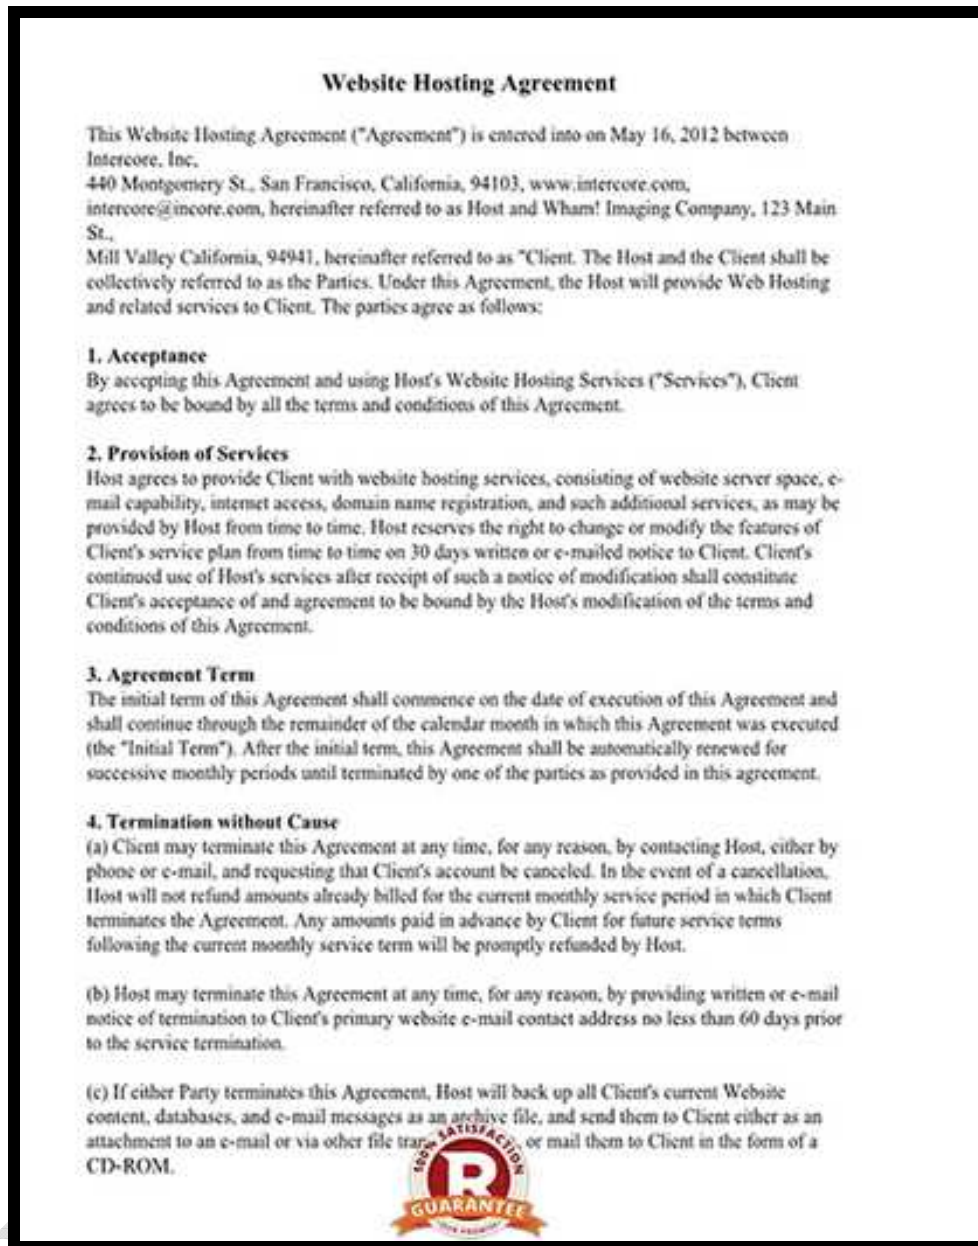 Website Hosting Agreement
This Website Hosting Agreement ("Agreement") is entered into on May 16, 2012 between
Intercore, Inc,
440 Montgomery St., San Francisco, California, 94103, www.intercore.com,
intercore@incore.com, hereinafter referred to as Host and Wham! Imaging Company, 123 Main
St.,
Mill Valley California, 94941, hereinafter referred to as "Client. The Host and the Client shall be
collectively referred to as the Parties. Under this Agreement, the Host will provide Web Hosting
and related services to Client. The parties agree as follows:
1. Acceptance
By accepting this Agreement and using Host's Website Hosting Services ("Services"), Client
agrees to be bound by all the terms and conditions of this Agreement.
2. Provision of Services
Host agrees to provide Client with website hosting services, consisting of website server space, e-
mail capability, internet access, domain name registration, and such additional services, as may be
provided by Host from time to time. Host reserves the right to change or modify the features of
Client's service plan from time to time on 30 days written or e-mailed notice to Client. Client's
continued use of Host's services after receipt of such a notice of modification shall constitute
Client's acceptance of and agreement to be bound by the Host's modification of the terms and
conditions of this Agreement.
3. Agreement Term
The initial term of this Agreement shall commence on the date of execution of this Agreement and
shall continue through the remainder of the calendar month in which this Agreement was executed
(the "Initial Term"). After the initial term, this Agreement shall be automatically renewed for
successive monthly periods until terminated by one of the parties as provided in this agreement.
4. Termination without Cause
(a) Client may terminate this Agreement at any time, for any reason, by contacting Host, either by
phone or e-mail, and requesting that Client's account be canceled. In the event of a cancellation,
Host will not refund amounts already billed for the current monthly service period in which Client
terminates the Agreement. Any amounts paid in advance by Client for future service terms
following the current monthly service term will be promptly refunded by Host.
(b) Host may terminate this Agreement at any time, for any reason, by providing written or e-mail
notice of termination to Client's primary website e-mail contact address no less than 60 days prior
to the service termination.
(c) If either Party terminates this Agreement, Host will back up all Client's current Website
content, databases, and e-mail messages as an archive file, and send them to Client either as an
attachment to an e-mail or via other file tran or mail them to Client in the form of a
CD-ROM.
100% SATISFACTION
R
GUARANTEE